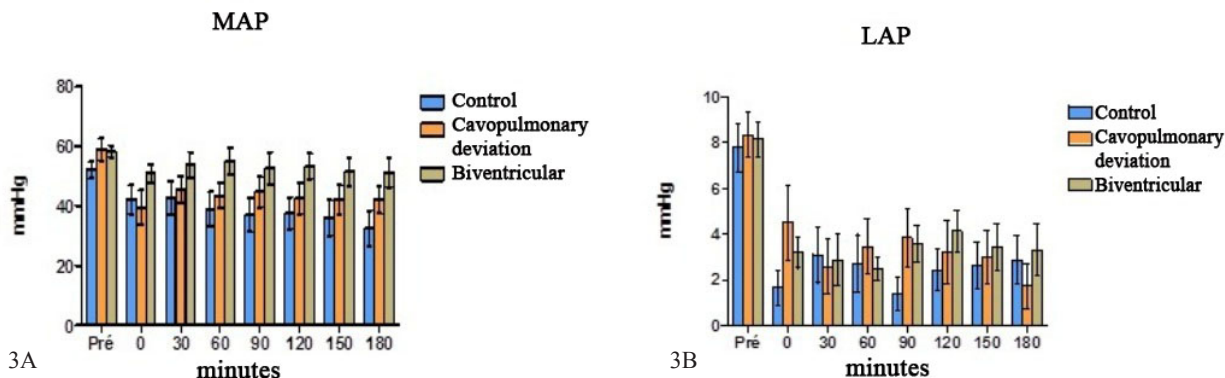 MAP
80
60
40
20
0
mmHg
Pré 0 30 60 90 120 150 180
minutes
Control
Cavopulmonary
deviation
Biventricular
3A
LAP
10
8
6
4
2
0
mmHg
Pré 0 30 60 90 120 150 180
minutes
Control
Cavopulmonary
deviation
Biventricular
3B